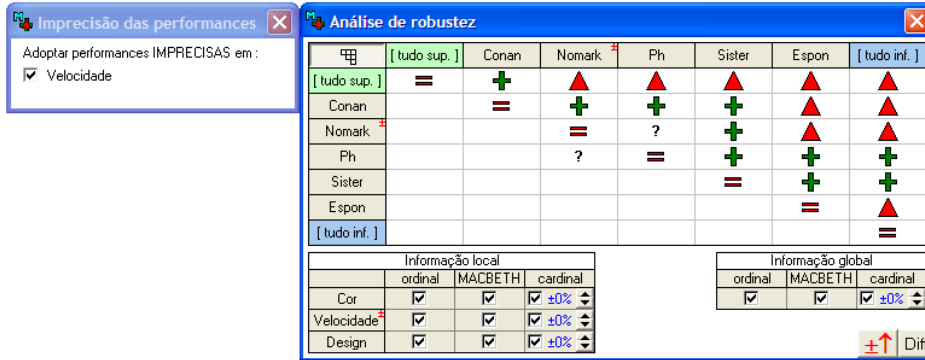 Imprecisão das performances
Adoptar performances IMPRECISAS em :
Velocidade
Análise de robustez
[ tudo sup. ] Conan Nomark ± Ph Sister Espon [ tudo inf. ]
[ tudo sup. ] = +
Conan = + + +
Nomark ± = ? +
Ph ? = + + +
Sister = + +
Espon =
[ tudo inf. ] =
Informação local
ordinal MACBETH cardinal
Cor ±0%
Velocidade ± ±0%
Design ±0%
Informação global
ordinal MACBETH cardinal
±0%
±↑ Dif